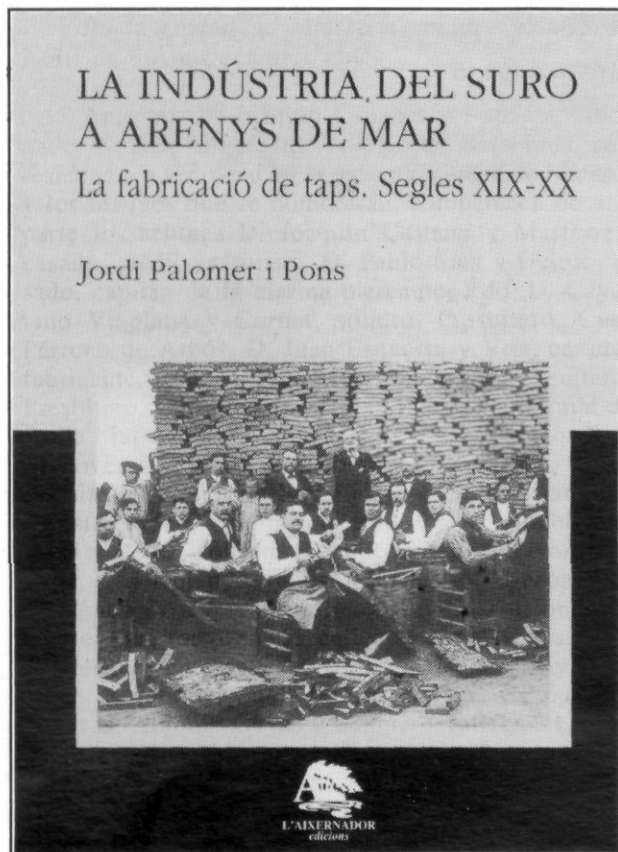 LA INDÚSTRIA DEL SURO
A ARENYS DE MAR
La fabricació de taps. Segles XIX-XX
Jordi Palomer i Pons
L'AIXERNADOR
edicions